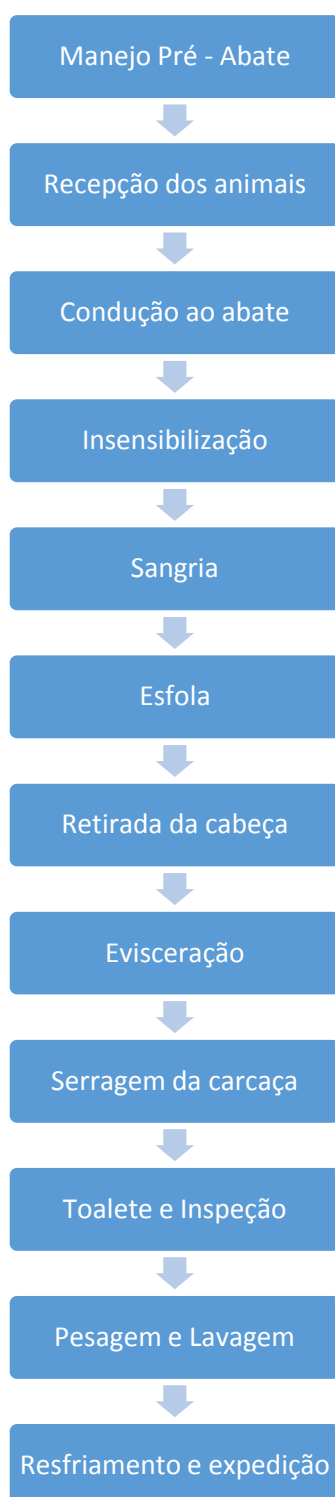 Manejo Pré - Abate
Recepção dos animais
Condução ao abate
Insensibilização
Sangria
Esfola
Retirada da cabeça
Evisceração
Serragem da carcaça
Toalete e Inspeção
Pesagem e Lavagem
Resfriamento e expedição